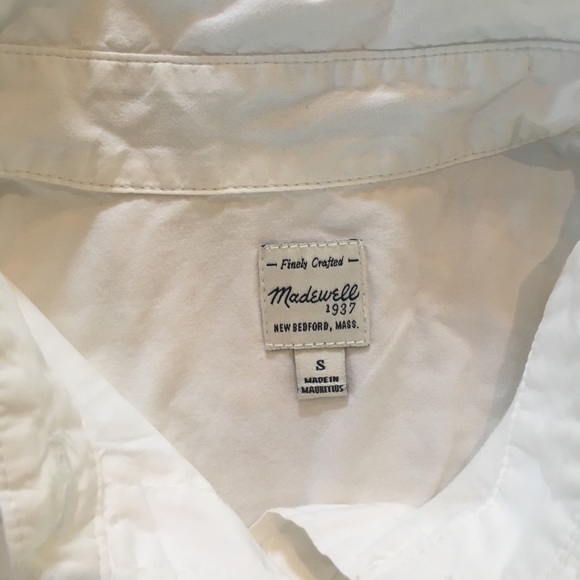 Finely Crafted
Madewell
1937
NEW BEDFORD, MASS.
S
MADE IN
MAURITIUS